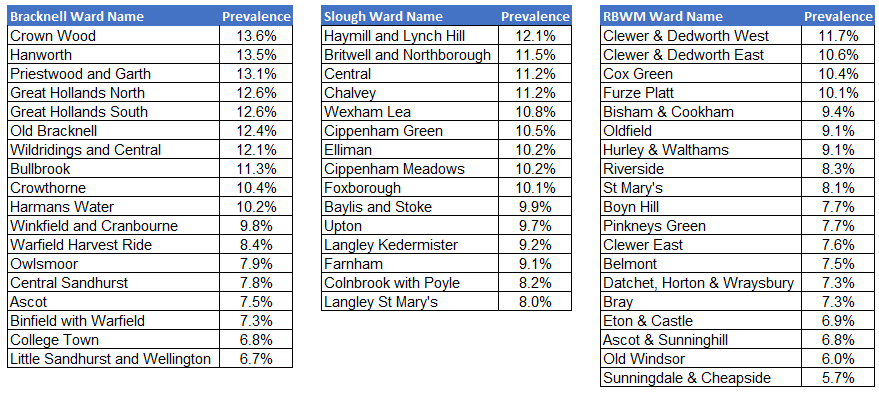 Bracknell Ward Name Prevalence
Crown Wood 13.6%
Hanworth 13.5%
Priestwood and Garth 13.1%
Great Hollands North 12.6%
Great Hollands South 12.6%
Old Bracknell 12.4%
Wildridings and Central 12.1%
Bullbrook 11.3%
Crowthorne 10.4%
Harmans Water 10.2%
Winkfield and Cranbourne 9.8%
Warfield Harvest Ride 8.4%
Owlsmoor 7.9%
Central Sandhurst 7.8%
Ascot 7.5%
Binfield with Warfield 7.3%
College Town 6.8%
Little Sandhurst and Wellington 6.7%
Slough Ward Name Prevalence
Haymill and Lynch Hill 12.1%
Britwell and Northborough 11.5%
Central 11.2%
Chalvey 11.2%
Wexham Lea 10.8%
Cippenham Green 10.5%
Elliman 10.2%
Cippenham Meadows 10.2%
Foxborough 10.1%
Baylis and Stoke 9.9%
Upton 9.7%
Langley Kedermister 9.2%
Farnham 9.1%
Colnbrook with Poyle 8.2%
Langley St Mary's 8.0%
RBWM Ward Name Prevalence
Clewer & Dedworth West 11.7%
Clewer & Dedworth East 10.6%
Cox Green 10.4%
Furze Platt 10.1%
Bisham & Cookham 9.4%
Oldfield 9.1%
Hurley & Walthams 9.1%
Riverside 8.3%
St Mary's 8.1%
Boyn Hill 7.7%
Pinkneys Green 7.7%
Clewer East 7.6%
Belmont 7.5%
Datchet, Horton & Wraysbury 7.3%
Bray 7.3%
Eton & Castle 6.9%
Ascot & Sunninghill 6.8%
Old Windsor 6.0%
Sunningdale & Cheapside 5.7%